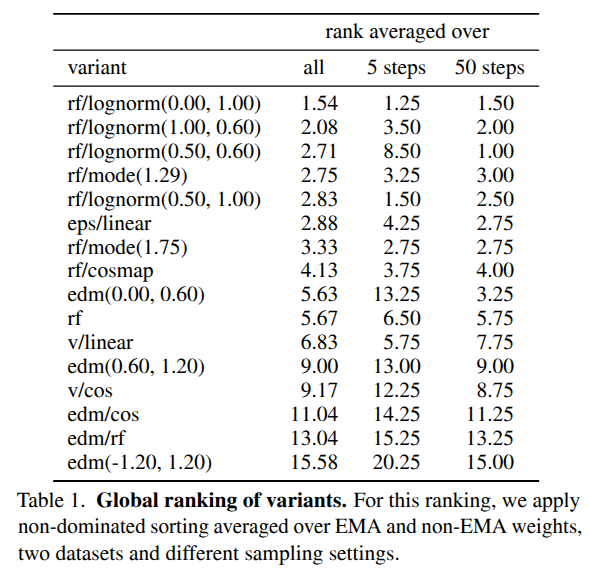 rank averaged over
variant all 5 steps 50 steps
rf/lognorm(0.00, 1.00) 1.54 1.25 1.50
rf/lognorm(1.00, 0.60) 2.08 3.50 2.00
rf/lognorm(0.50, 0.60) 2.71 8.50 1.00
rf/mode(1.29) 2.75 3.25 3.00
rf/lognorm(0.50, 1.00) 2.83 1.50 2.50
eps/linear 2.88 4.25 2.75
rf/mode(1.75) 3.33 2.75 2.75
rf/cosmap 4.13 3.75 4.00
edm(0.00, 0.60) 5.63 13.25 3.25
rf 5.67 6.50 5.75
v/linear 6.83 5.75 7.75
edm(0.60, 1.20) 9.00 13.00 9.00
v/cos 9.17 12.25 8.75
edm/cos 11.04 14.25 11.25
edm/rf 13.04 15.25 13.25
edm(-1.20, 1.20) 15.58 20.25 15.00
Table 1. Global ranking of variants. For this ranking, we apply
non-dominated sorting averaged over EMA and non-EMA weights,
two datasets and different sampling settings.